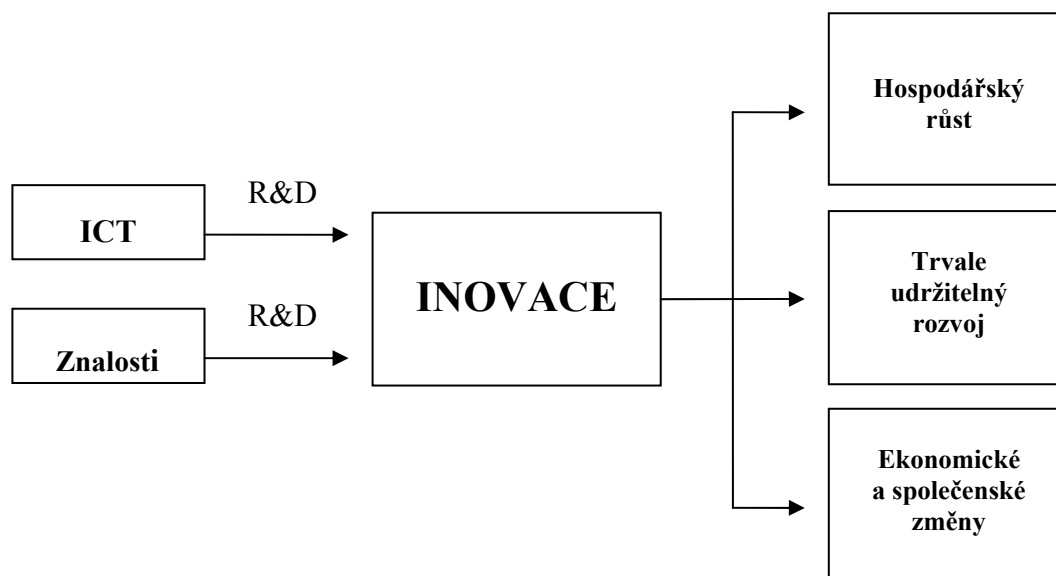 R&D
ICT
R&D
Znalosti
INOVACE
Hospodářský
růst
Trvale
udržitelný
rozvoj
Ekonomické
a společenské
změny